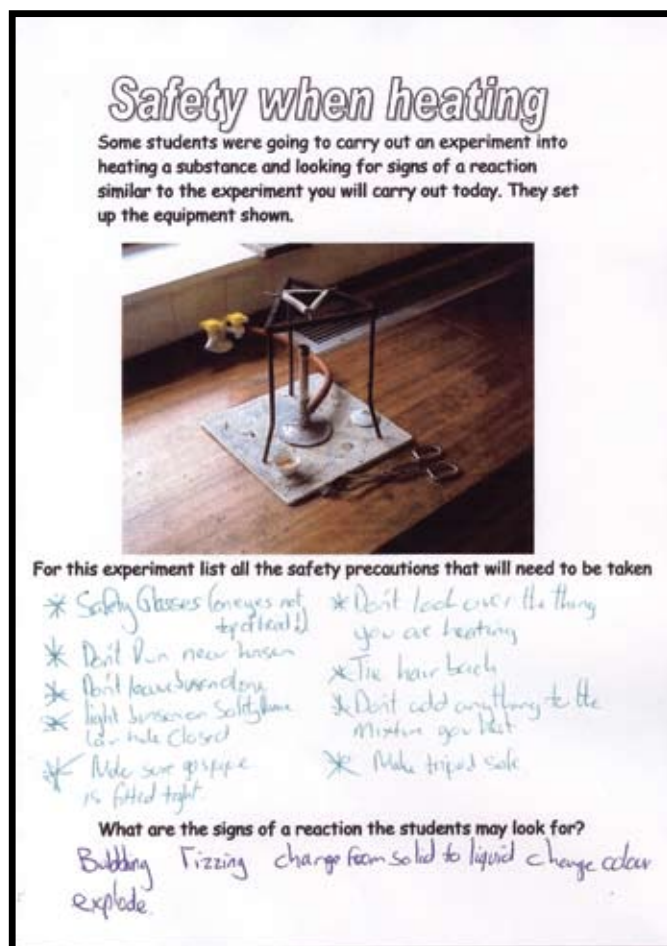 Safety when heating
Some students were going to carry out an experiment into
heating a substance and looking for signs of a reaction
similar to the experiment you will carry out today. They set
up the equipment shown.
For this experiment list all the safety precautions that will need to be taken
* Safety Glasses (on eyes not
top of head!)
* Don't Run near bunsen
* Don't leave bunsen alone
* light bunsen on Safety flame
(air hole closed
* Make sure gas pipe
is fitted tight.
* Don't look over the thing
you are heating
* Tie hair back
* Don't add anything to the
Mixture you heat
* Make tripod safe
What are the signs of a reaction the students may look for?
Bubbling Fizzing change from solid to liquid change colour
explode.